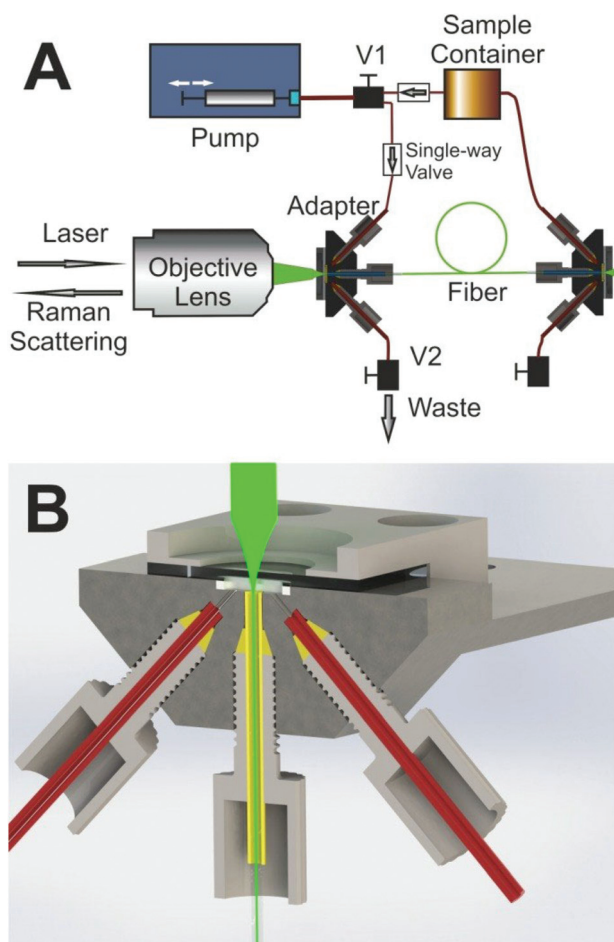 A
V1
Sample
Container
Pump
Single-way
Valve
Adapter
Laser
Objective
Lens
Raman
Scattering
Fiber
V2
Waste
B